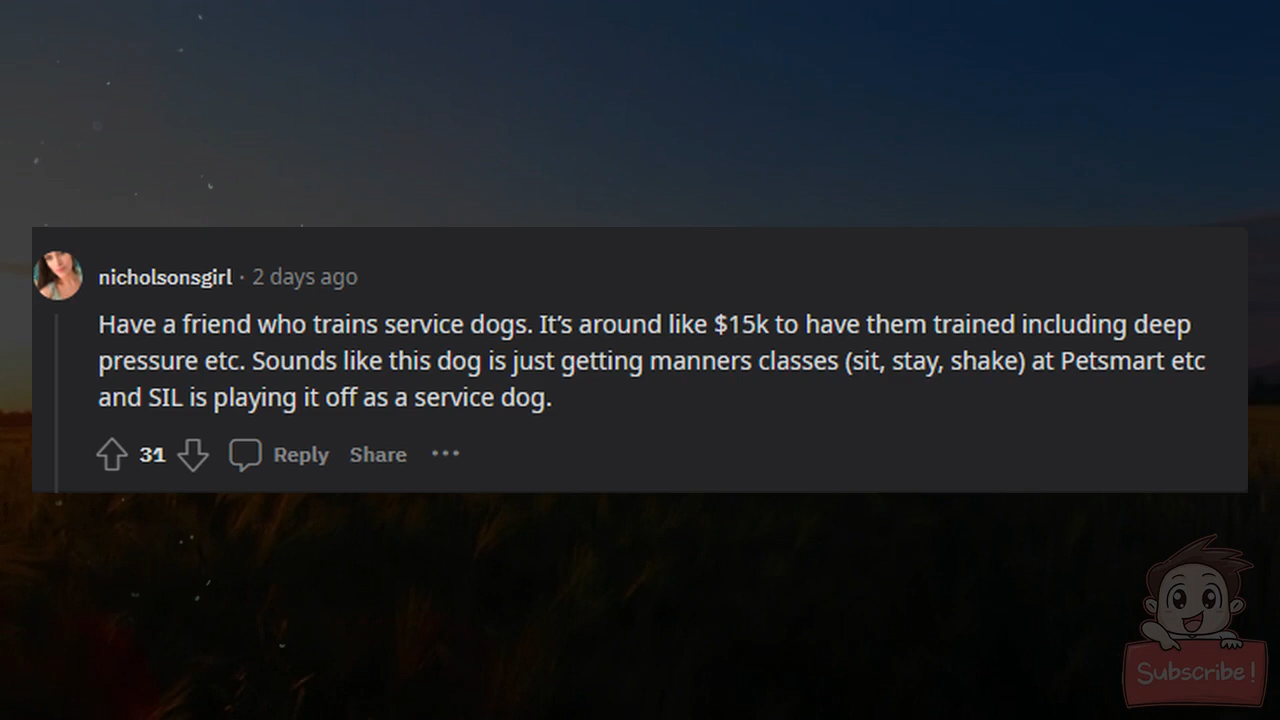 nicholsonsgirl · 2 days ago
Have a friend who trains service dogs. It’s around like $15k to have them trained including deep
pressure etc. Sounds like this dog is just getting manners classes (sit, stay, shake) at Petsmart etc
and SIL is playing it off as a service dog.
31 Reply Share ···
Subscribe!